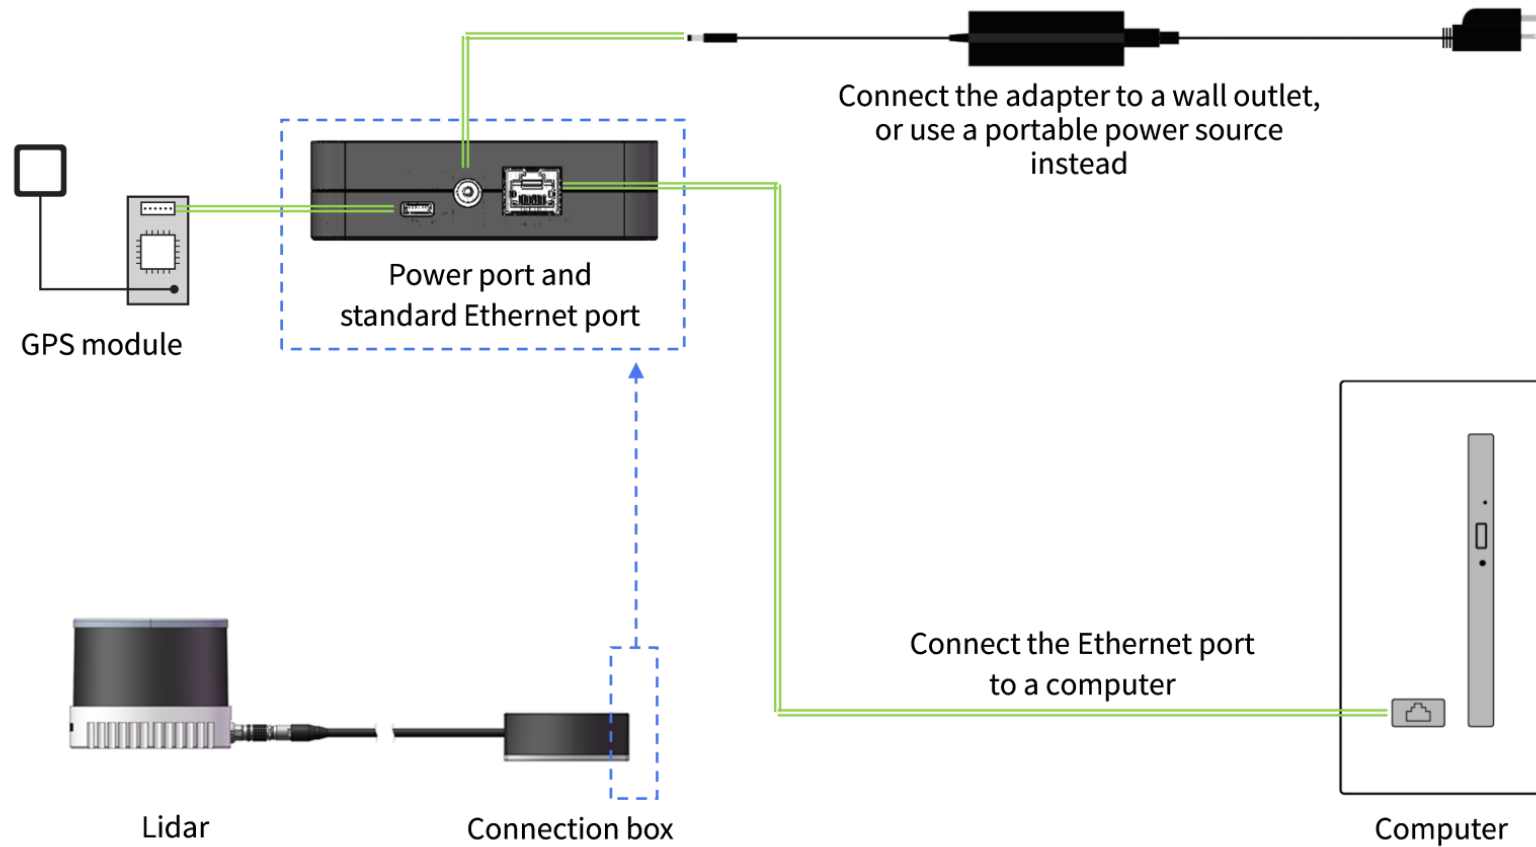 Connect the adapter to a wall outlet,
or use a portable power source
instead
Power port and
standard Ethernet port
GPS module
Connect the Ethernet port
to a computer
Lidar
Connection box
Computer